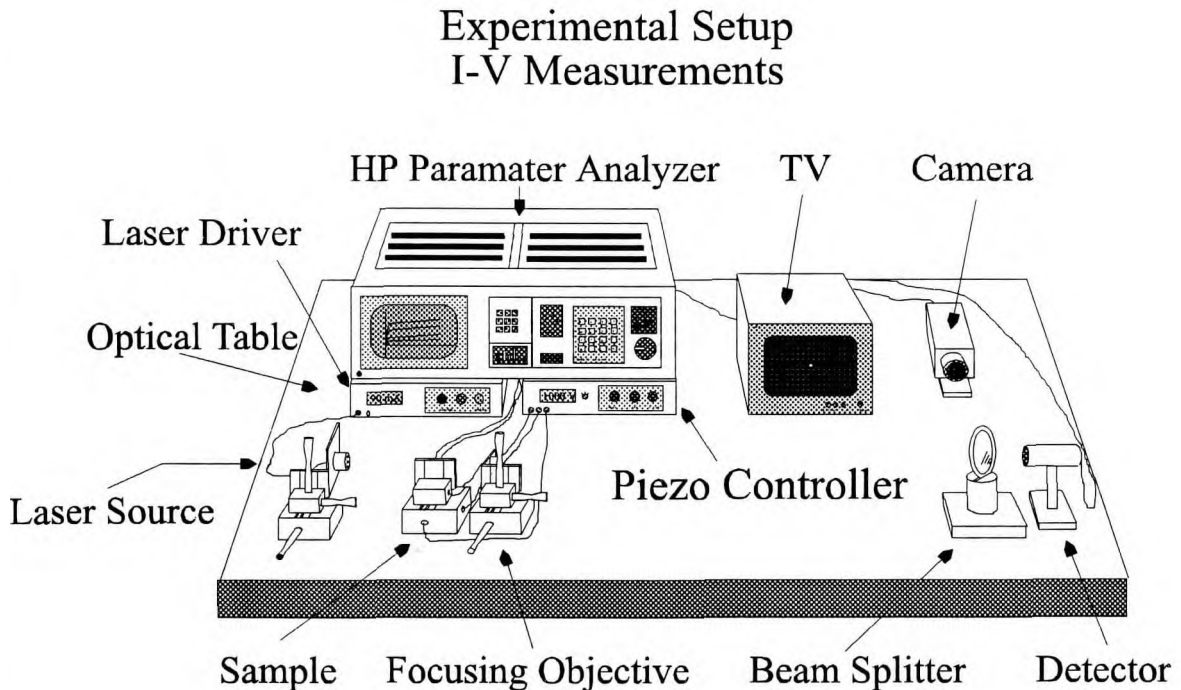 Experimental Setup
I-V Measurements
HP Paramater Analyzer
TV
Camera
Laser Driver
Optical Table
1000 V
Piezo Controller
Laser Source
Sample
Focusing Objective
Beam Splitter
Detector